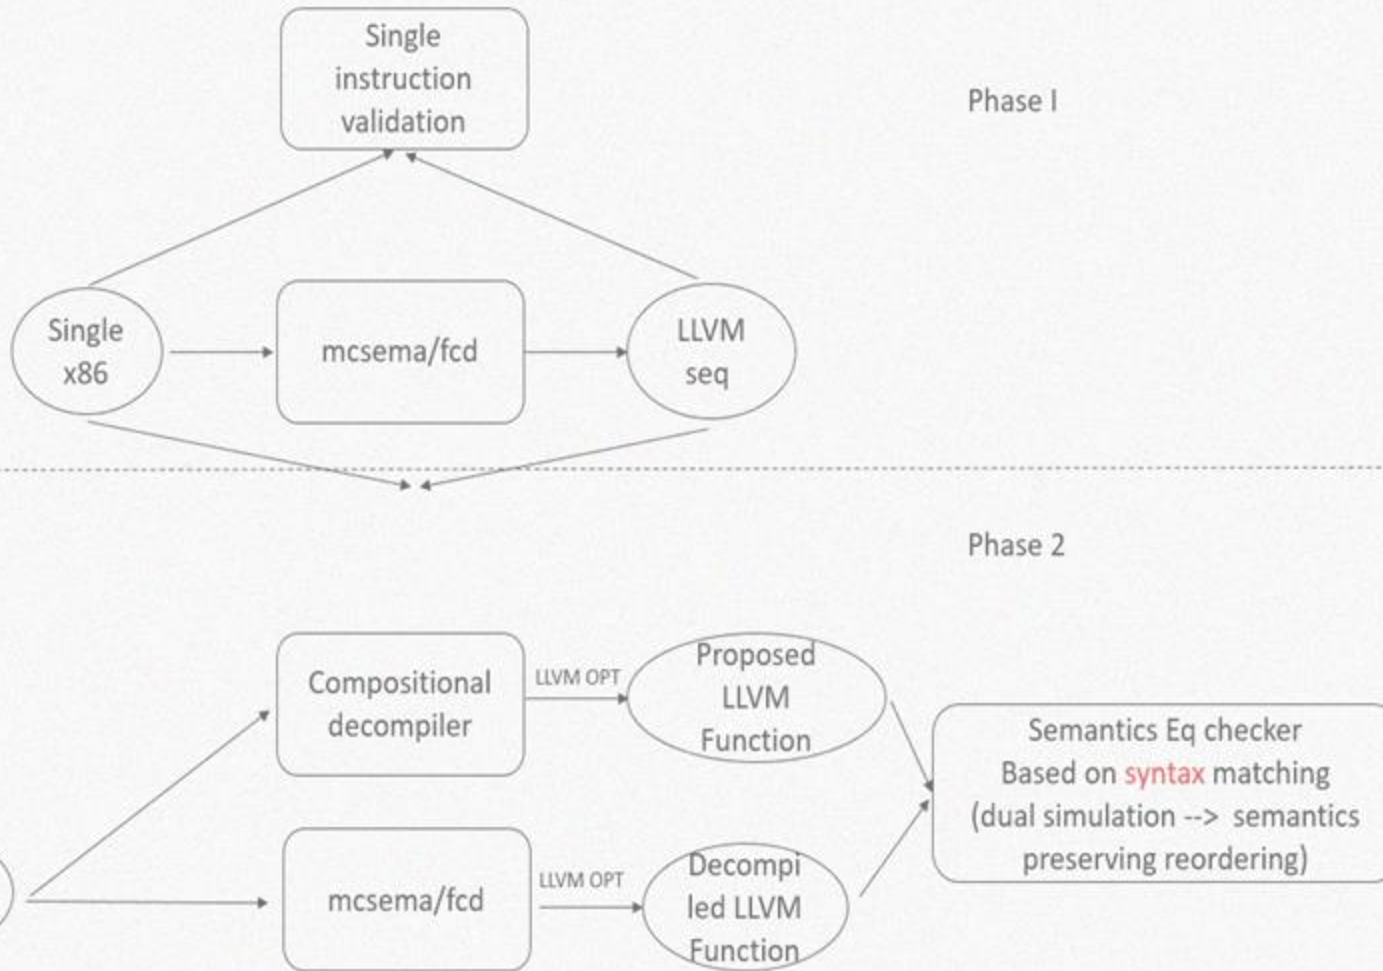 Single
instruction
validation
Phase I
Single
x86
mcsema/fcd
LLVM
seq
Phase 2
Compositional
decompiler
LLVM OPT
Proposed
LLVM
Function
Semantics Eq checker
Based on syntax matching
(dual simulation --> semantics
preserving reordering)
mcsema/fcd
LLVM OPT
Decompi
led LLVM
Function